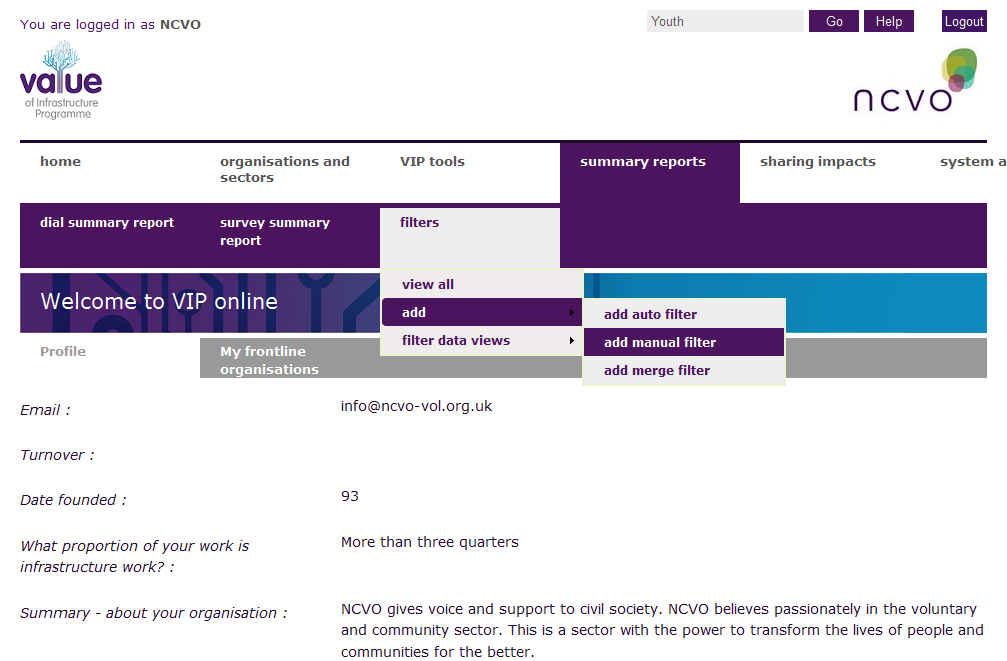 You are logged in as NCVO
Youth
Go
Help
Logout
value
of Infrastructure
Programme
ncvo
home
organisations and
sectors
VIP tools
summary reports
sharing impacts
system a
dial summary report
survey summary
report
filters
view all
add
filter data views
add auto filter
add manual filter
add merge filter
Welcome to VIP online
Profile
My frontline
organisations
Email :
info@ncvo-vol.org.uk
Turnover :
Date founded :
93
What proportion of your work is
infrastructure work? :
More than three quarters
Summary - about your organisation :
NCVO gives voice and support to civil society. NCVO believes passionately in the voluntary
and community sector. This is a sector with the power to transform the lives of people and
communities for the better.